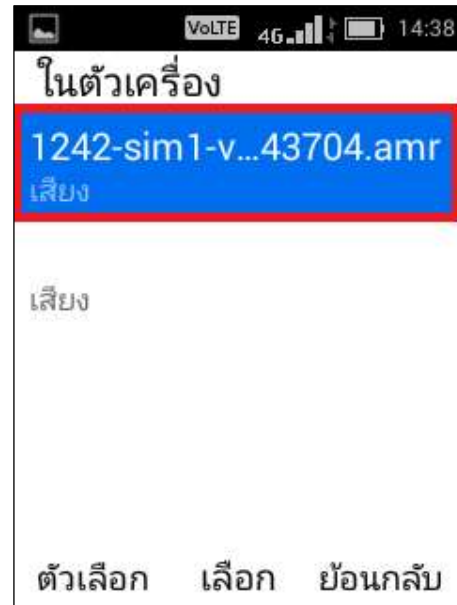 VoLTE 4G 14:38
ในตัวเครื่อง
1242-sim1-v...43704.amr
เสียง
เสียง
ตัวเลือก เลือก ย้อนกลับ